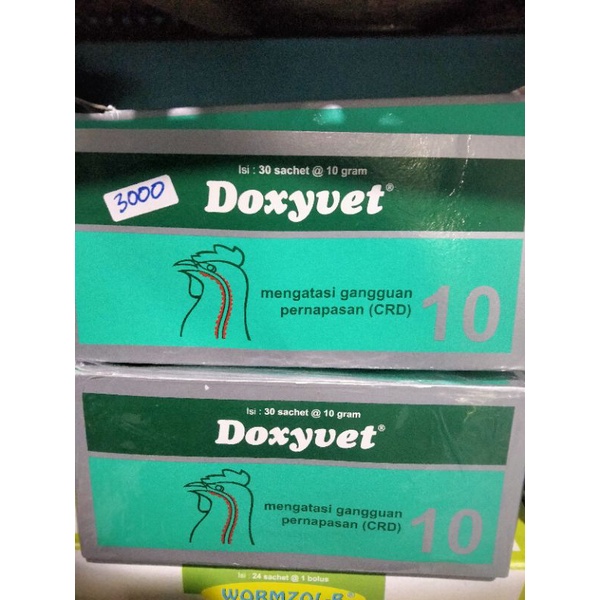 Isi : 30 sachet @ 10 gram
3000
Doxyvet®
mengatasi gangguan
pernapasan (CRD)
10
Isi : 30 sachet @ 10 gram
Doxyvet®
mengatasi gangguan
pernapasan (CRD)
10
Isi : 24 sachet @ 1 bolus
WORMZOL-B®